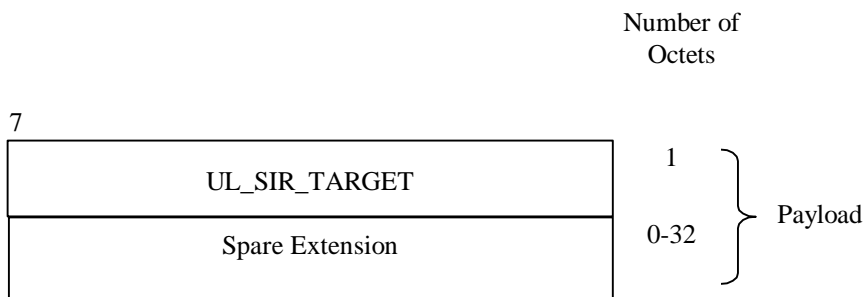 Number of
Octets
7
1
UL_SIR_TARGET
Payload
Spare Extension
0-32